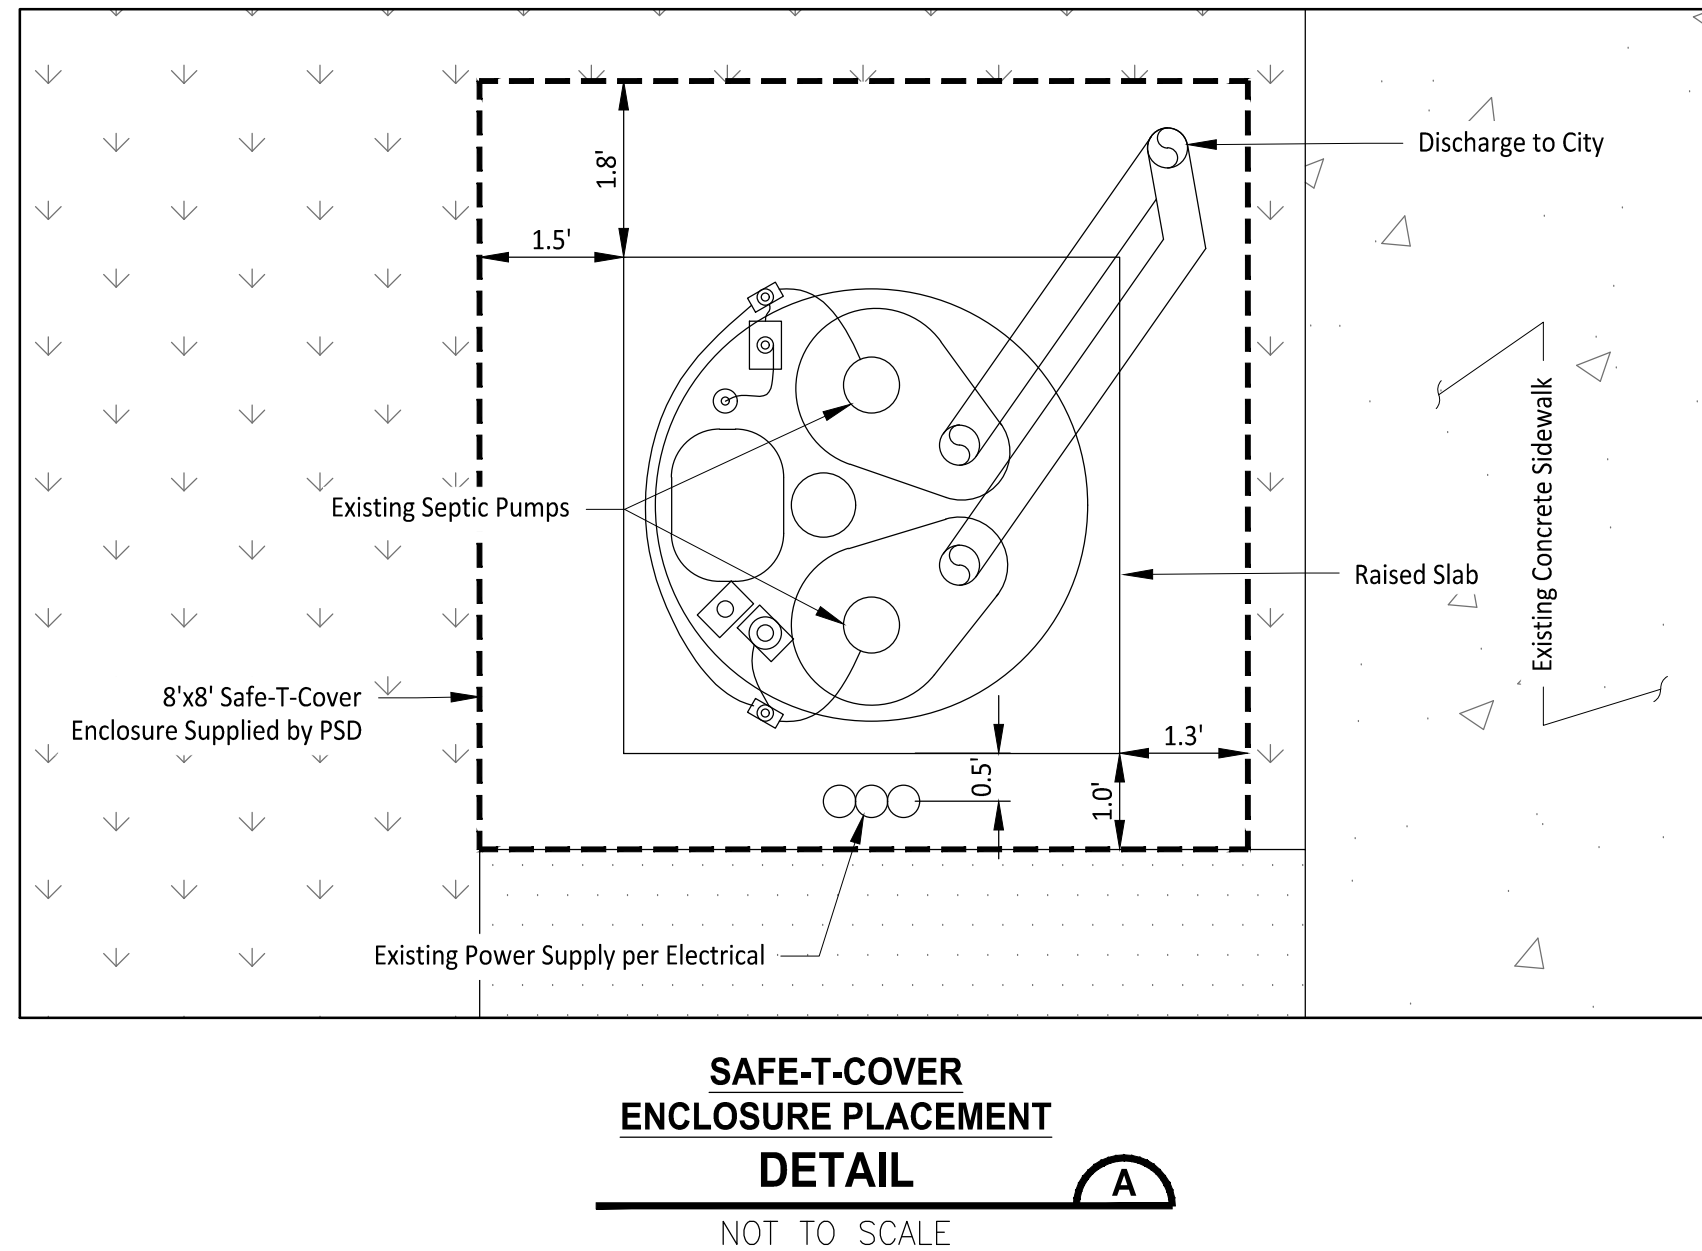 Discharge to City
1.8'
1.5'
Existing Septic Pumps
Existing Concrete Sidewalk
Raised Slab
8'x8' Safe-T-Cover
Enclosure Supplied by PSD
1.3'
0.5'
1.0'
Existing Power Supply per Electrical
SAFE-T-COVER
ENCLOSURE PLACEMENT
DETAIL
A
NOT TO SCALE